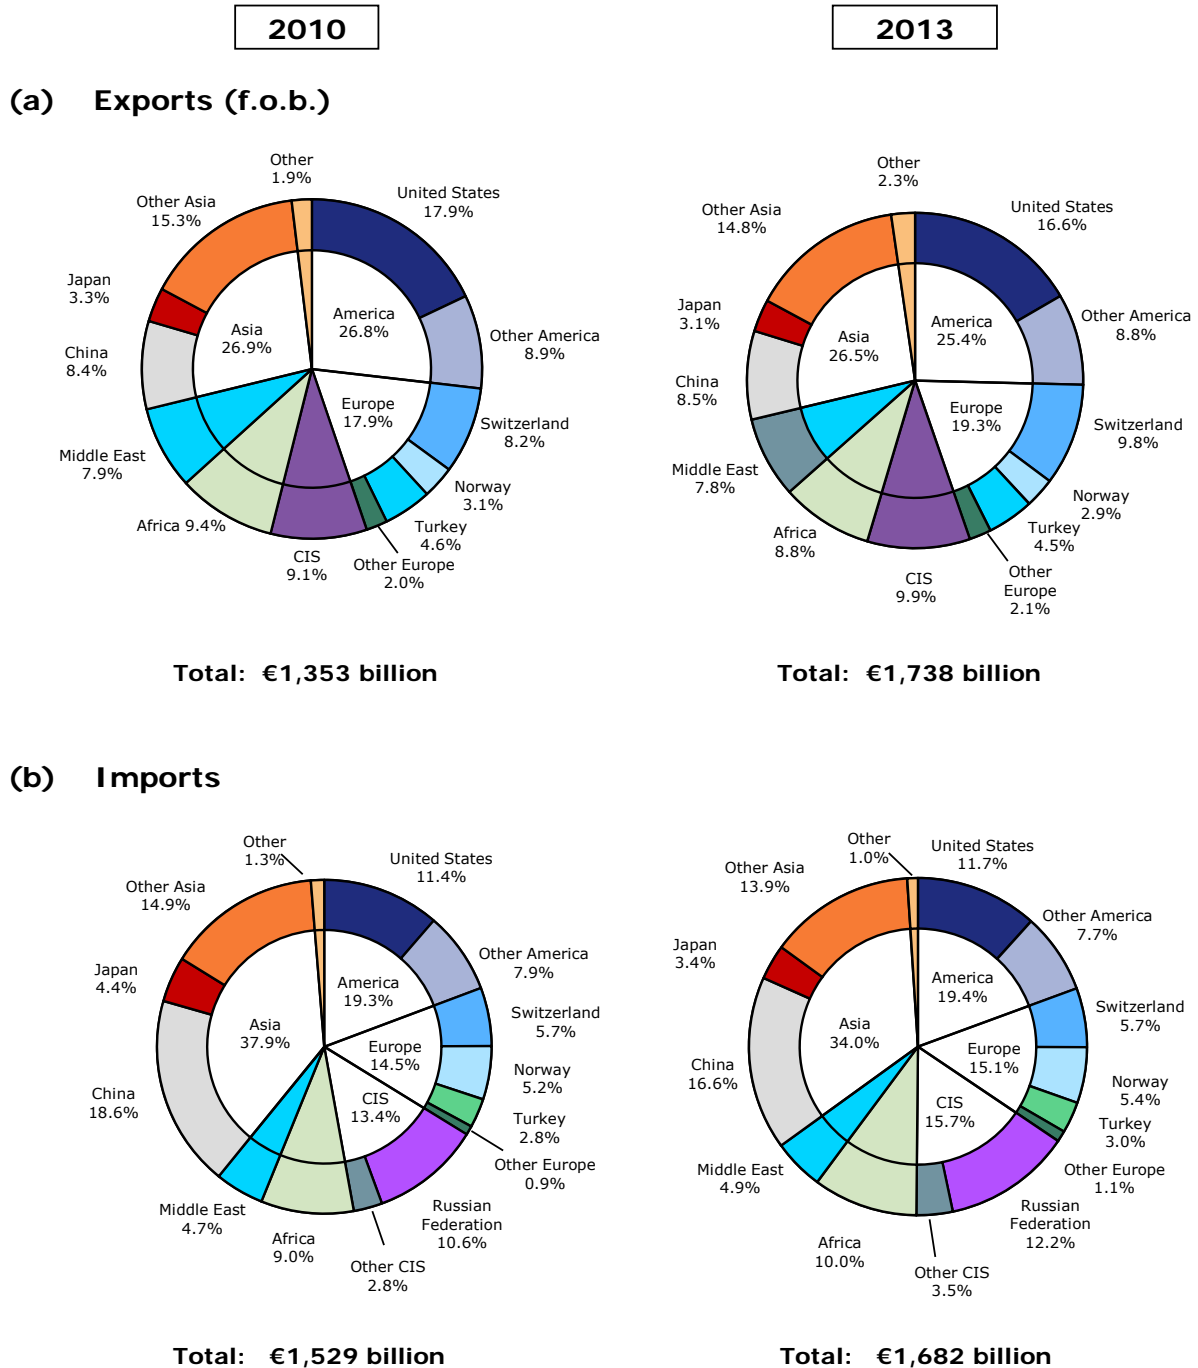 2010
2013
(a) Exports (f.o.b.)
Other
1.9%
United States
17.9%
Other Asia
15.3%
Japan
3.3%
America
26.8%
Asia
26.9%
Other America
8.9%
China
8.4%
Europe
17.9%
Switzerland
8.2%
Middle East
7.9%
Norway
3.1%
Africa 9.4%
Turkey
4.6%
CIS
9.1%
Other Europe
2.0%
Total: €1,353 billion
Other
2.3%
United States
16.6%
Other Asia
14.8%
Japan
3.1%
America
25.4%
Asia
26.5%
Other America
8.8%
China
8.5%
Europe
19.3%
Switzerland
9.8%
Middle East
7.8%
Norway
2.9%
Africa
8.8%
Turkey
4.5%
CIS
9.9%
Other
Europe
2.1%
Total: €1,738 billion
(b) Imports
Other
1.3%
United States
11.4%
Other Asia
14.9%
Other America
7.9%
Japan
4.4%
America
19.3%
Asia
37.9%
Switzerland
5.7%
Europe
14.5%
China
18.6%
Norway
5.2%
CIS
13.4%
Turkey
2.8%
Other Europe
0.9%
Middle East
4.7%
Africa
9.0%
Russian
Federation
10.6%
Other CIS
2.8%
Total: €1,529 billion
Other
1.0%
United States
11.7%
Other Asia
13.9%
Other America
7.7%
Japan
3.4%
America
19.4%
Asia
34.0%
Switzerland
5.7%
Europe
15.1%
China
16.6%
Norway
5.4%
CIS
15.7%
Turkey
3.0%
Middle East
4.9%
Other Europe
1.1%
Russian
Federation
12.2%
Africa
10.0%
Other CIS
3.5%
Total: €1,682 billion